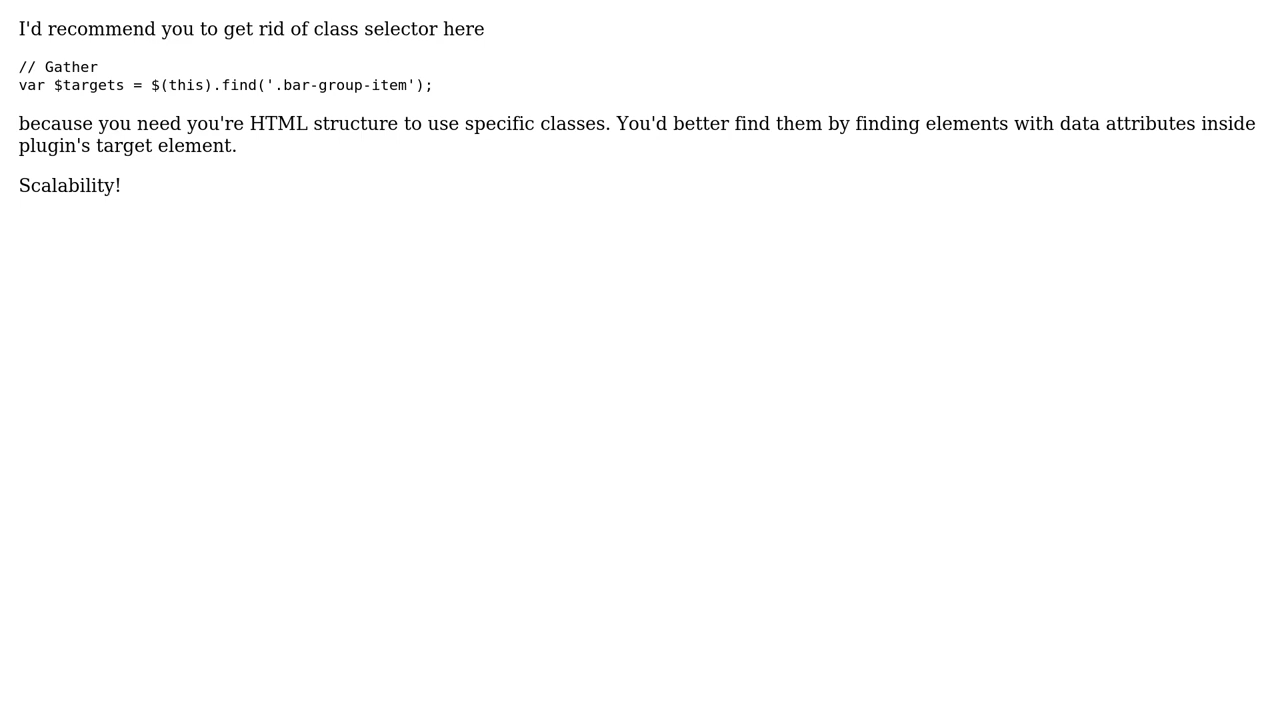 I'd recommend you to get rid of class selector here
// Gather
var $targets = $(this).find('.bar-group-item');
because you need you're HTML structure to use specific classes. You'd better find them by finding elements with data attributes inside
plugin's target element.
Scalability!